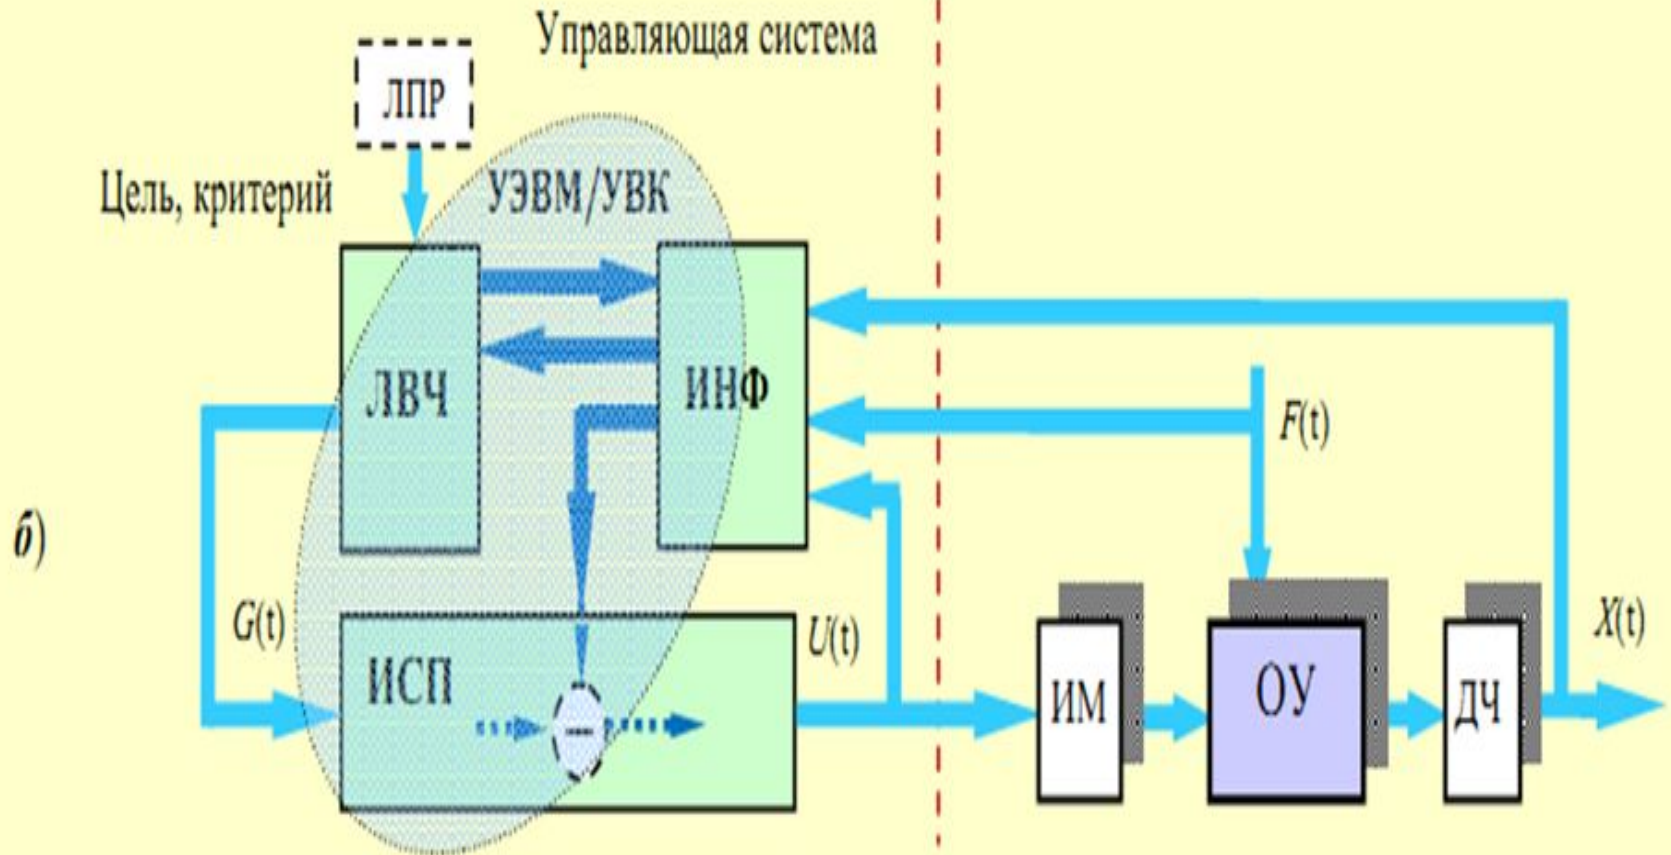 Управляющая система
ЛПР
Цель, критерий
УЭВМ/УВК
ЛВЧ
ИНФ
F(t)
б)
G(t)
ИСП
U(t)
ИМ
ОУ
ДЧ
X(t)